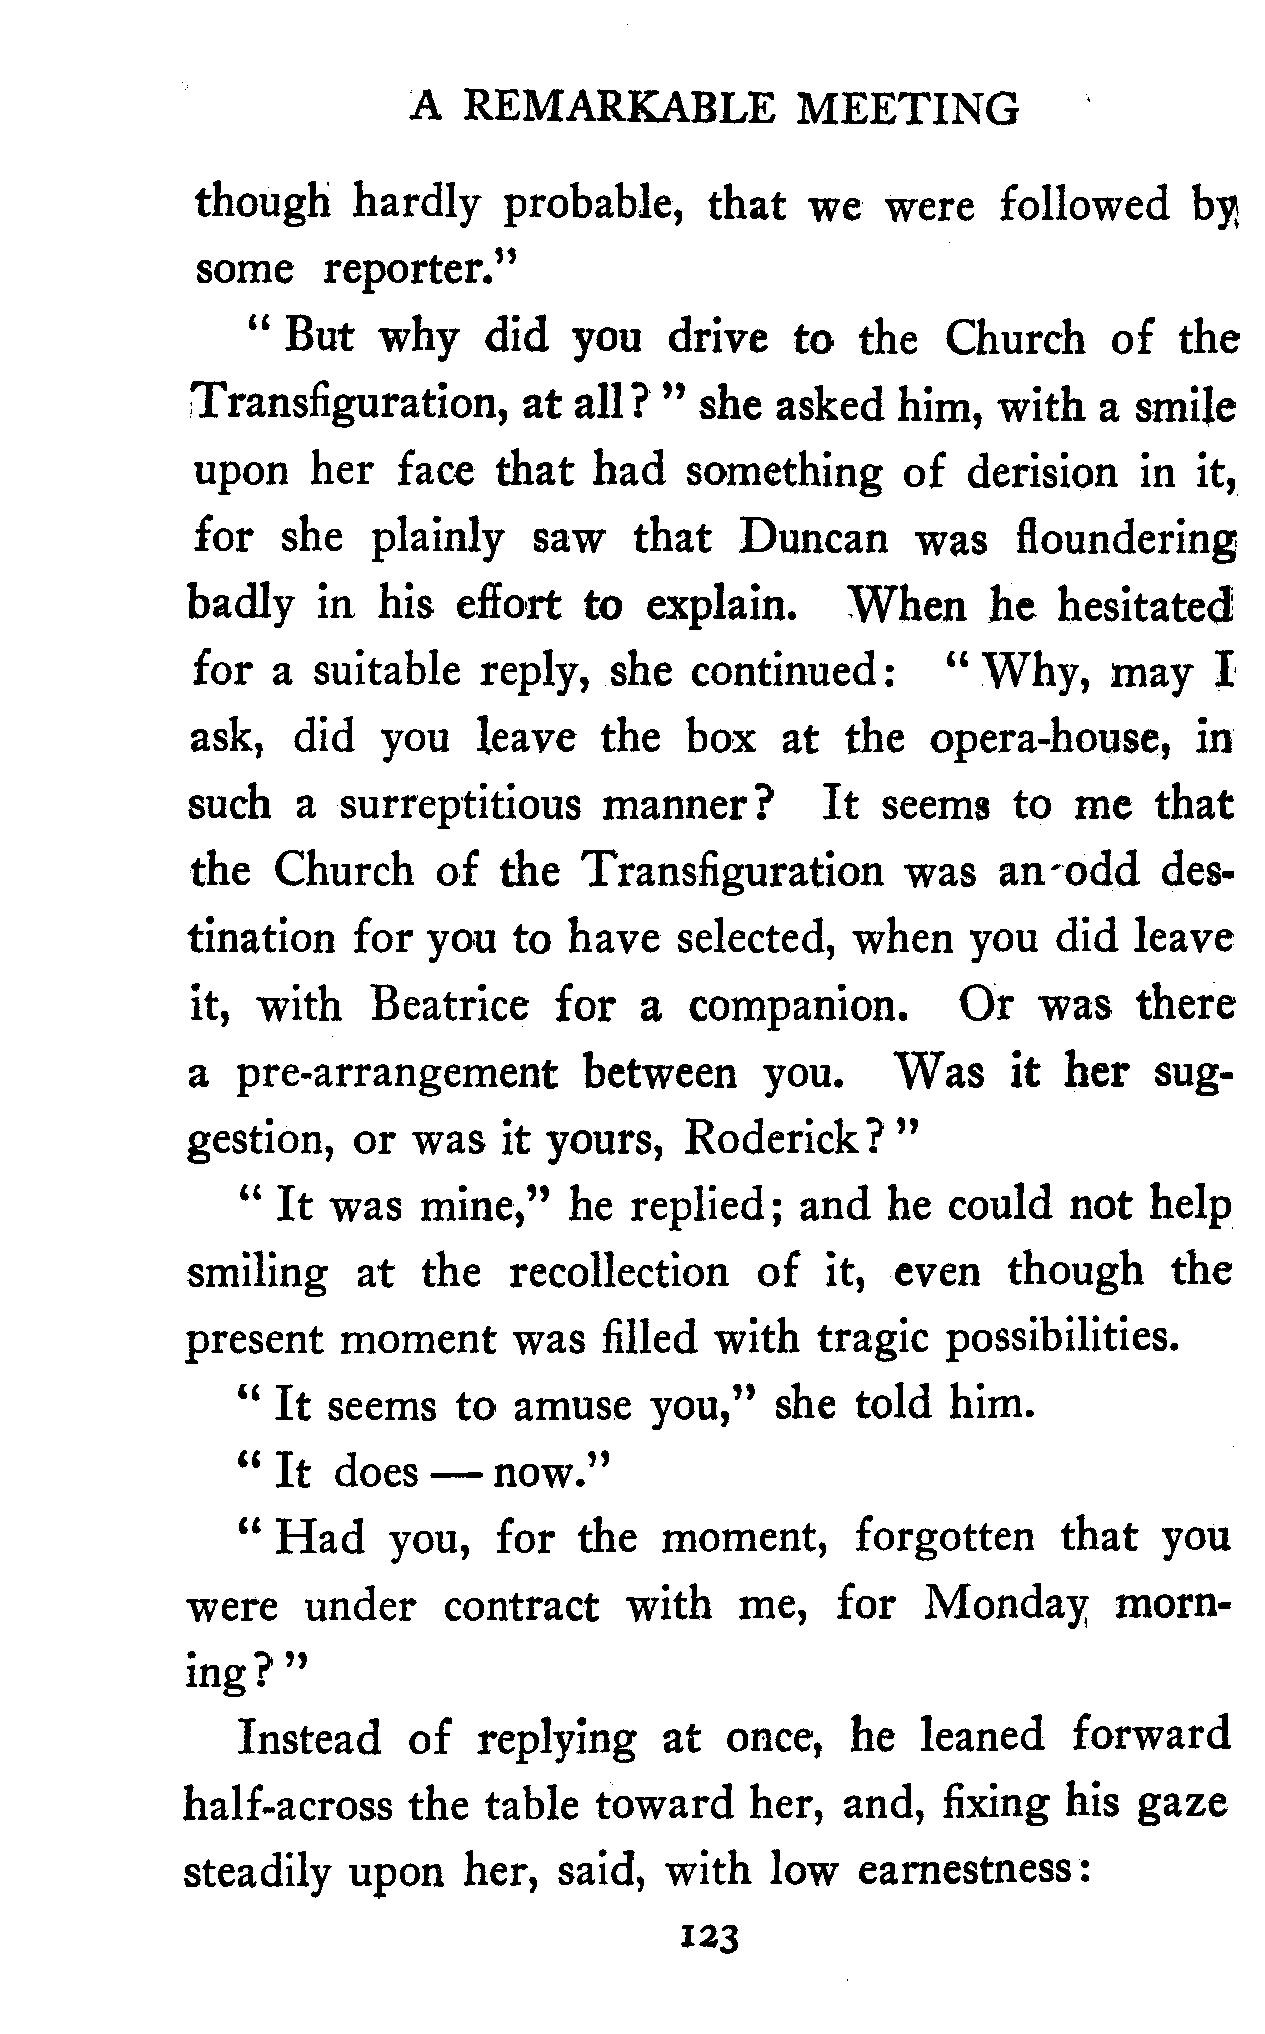 A REMARKABLE MEETING
though hardly probable, that we were followed by
some reporter."
" But why did you drive to the Church of the
Transfiguration, at all? " she asked him, with a smile
upon her face that had something of derision in it,
for she plainly saw that Duncan was floundering
badly in his effort to explain. When he hesitated
for a suitable reply, she continued: " Why, may I
ask, did you leave the box at the opera-house, in
such a surreptitious manner? It seems to me that
the Church of the Transfiguration was an odd des-
tination for you to have selected, when you did leave
it, with Beatrice for a companion. Or was there
a pre-arrangement between you. Was it her sug-
gestion, or was it yours, Roderick? "
" It was mine," he replied; and he could not help
smiling at the recollection of it, even though the
present moment was filled with tragic possibilities.
" It seems to amuse you," she told him.
" It does — now."
" Had you, for the moment, forgotten that you
were under contract with me, for Monday morn-
ing? "
Instead of replying at once, he leaned forward
half-across the table toward her, and, fixing his gaze
steadily upon her, said, with low earnestness:
123